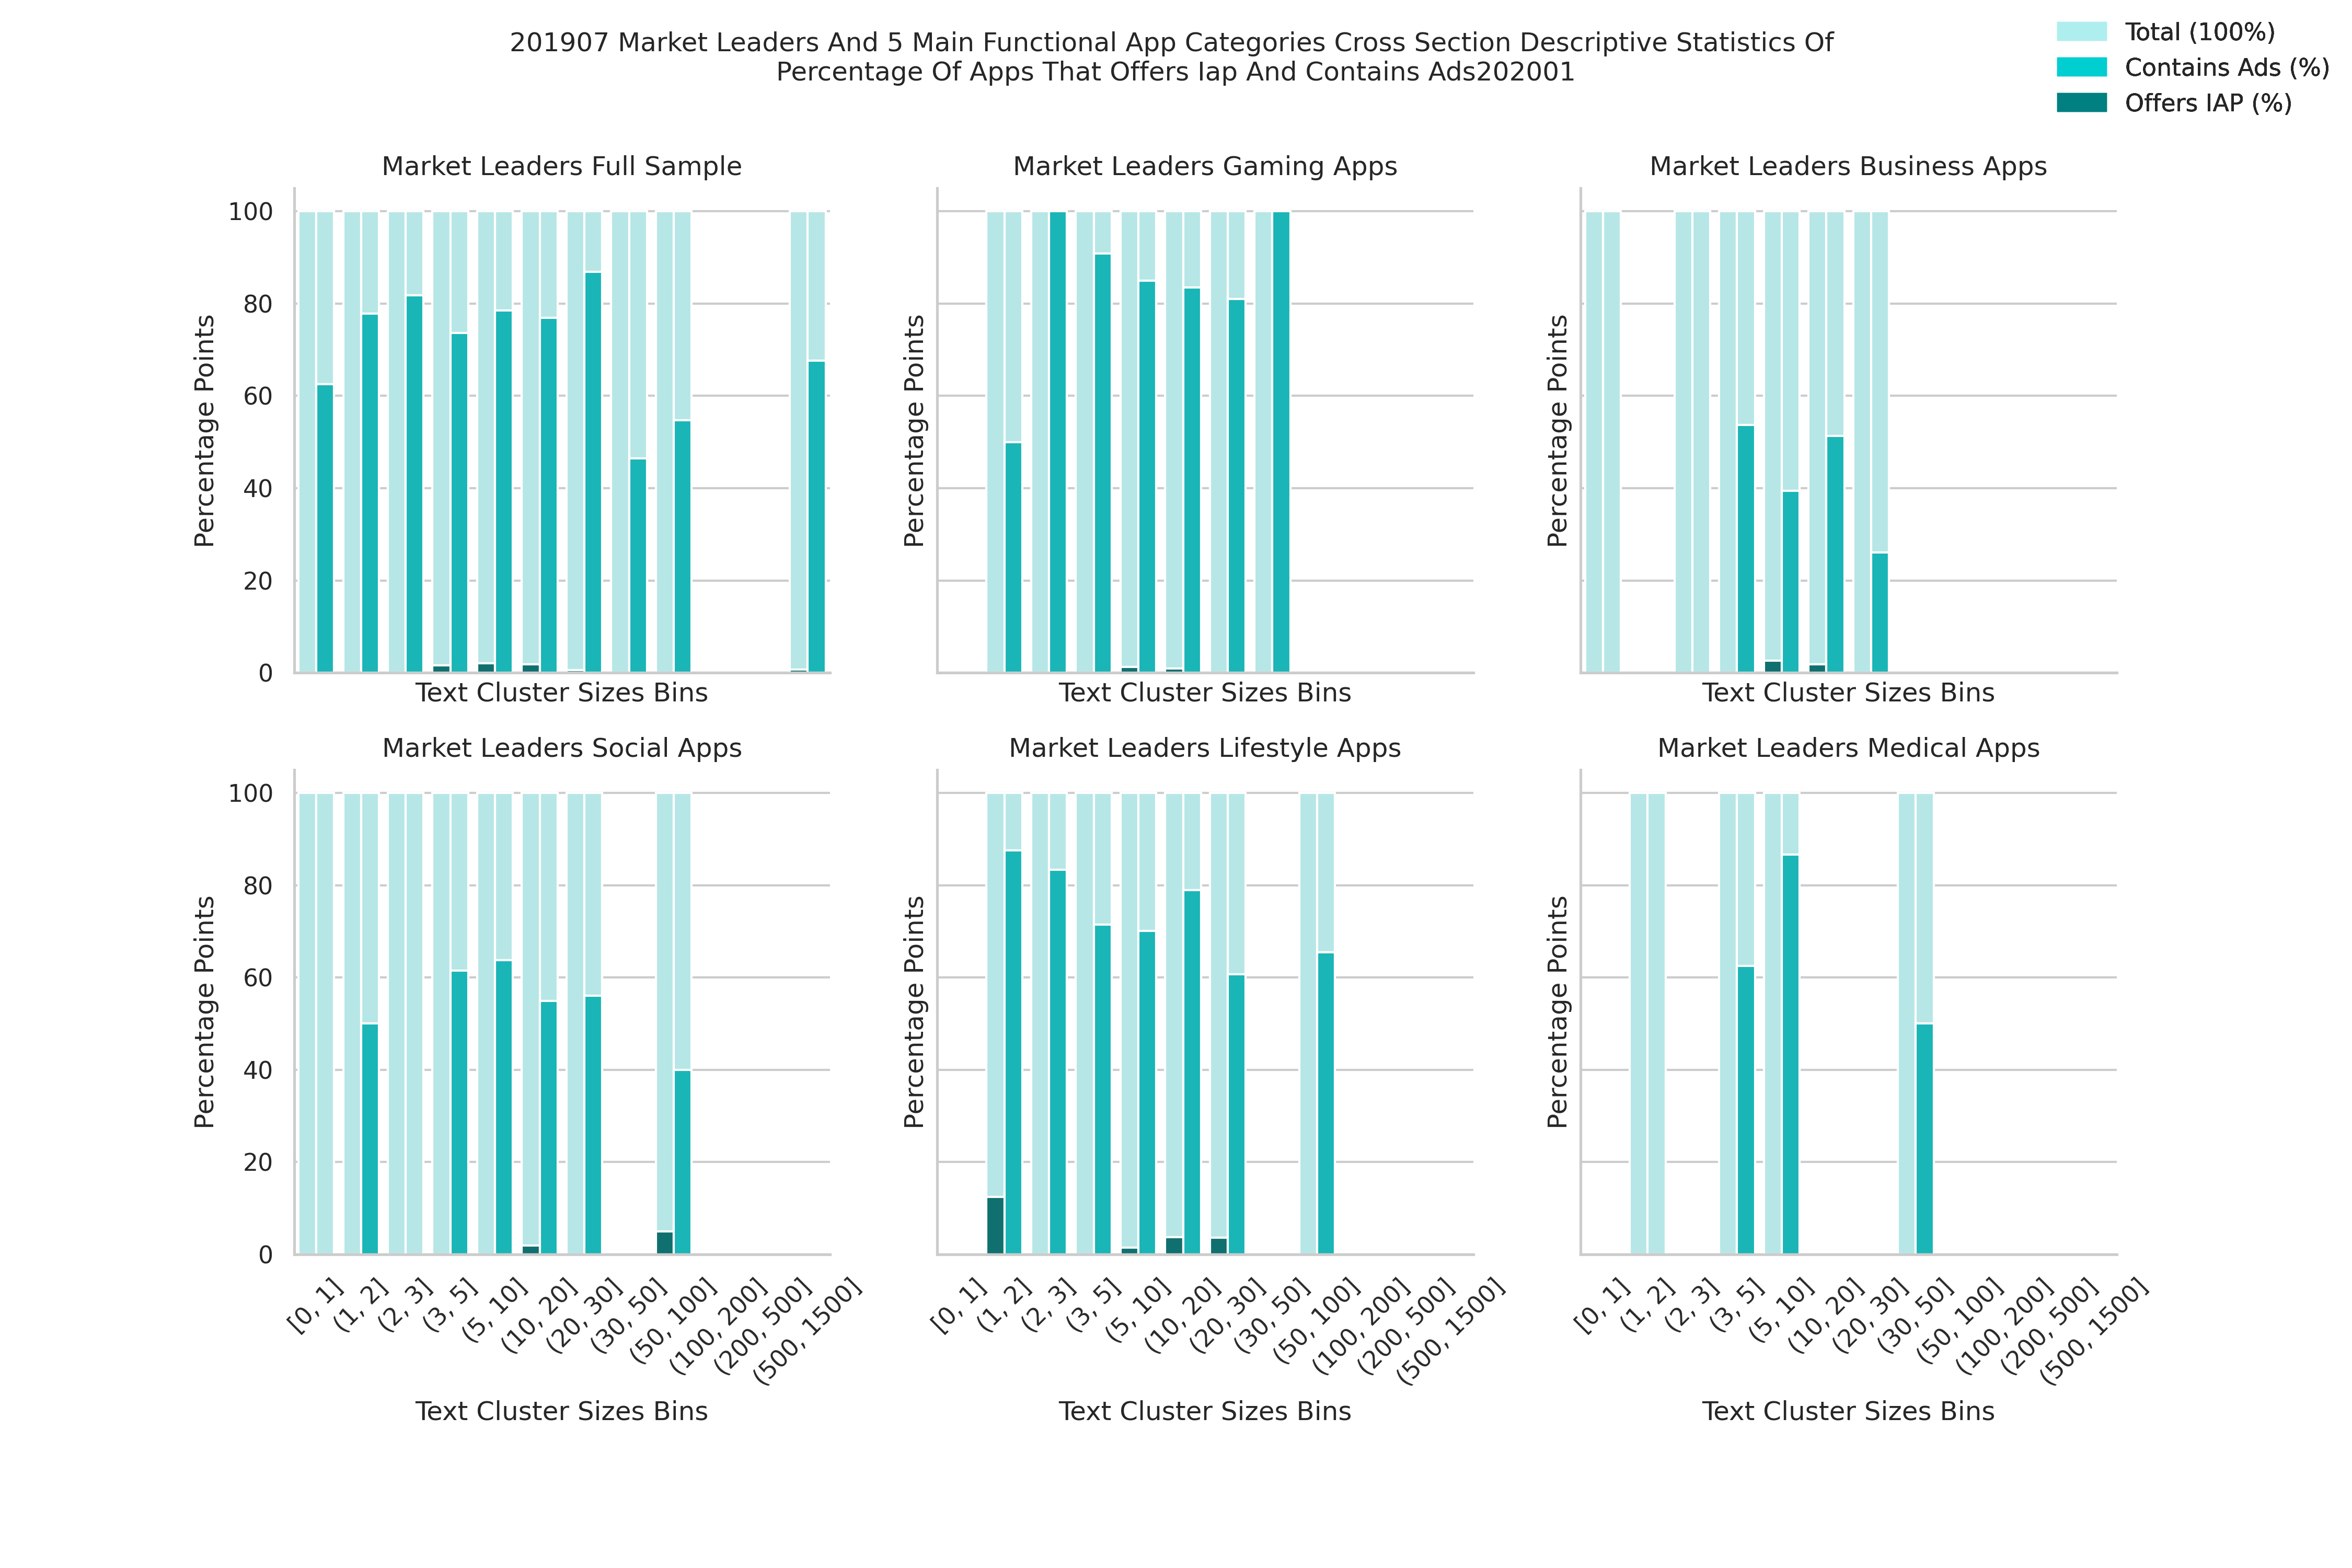 201907 Market Leaders And 5 Main Functional App Categories Cross Section Descriptive Statistics Of
Percentage Of Apps That Offers Iap And Contains Ads202001
Total (100%)
Contains Ads (%)
Offers IAP (%)
Market Leaders Full Sample
Market Leaders Gaming Apps
Market Leaders Business Apps
100
80
60
40
20
0
Percentage Points
Percentage Points
Percentage Points
Text Cluster Sizes Bins
Text Cluster Sizes Bins
Text Cluster Sizes Bins
Market Leaders Social Apps
Market Leaders Lifestyle Apps
Market Leaders Medical Apps
100
80
60
40
20
0
Percentage Points
Percentage Points
Percentage Points
[0, 1]
(1, 2]
(2, 3]
(3, 5]
(5, 10]
(10, 20]
(20, 30]
(30, 50]
(50, 100]
(100, 200]
(200, 500]
(500, 1500]
[0, 1]
(1, 2]
(2, 3]
(3, 5]
(5, 10]
(10, 20]
(20, 30]
(30, 50]
(50, 100]
(100, 200]
(200, 500]
(500, 1500]
[0, 1]
(1, 2]
(2, 3]
(3, 5]
(5, 10]
(10, 20]
(20, 30]
(30, 50]
(50, 100]
(100, 200]
(200, 500]
(500, 1500]
Text Cluster Sizes Bins
Text Cluster Sizes Bins
Text Cluster Sizes Bins